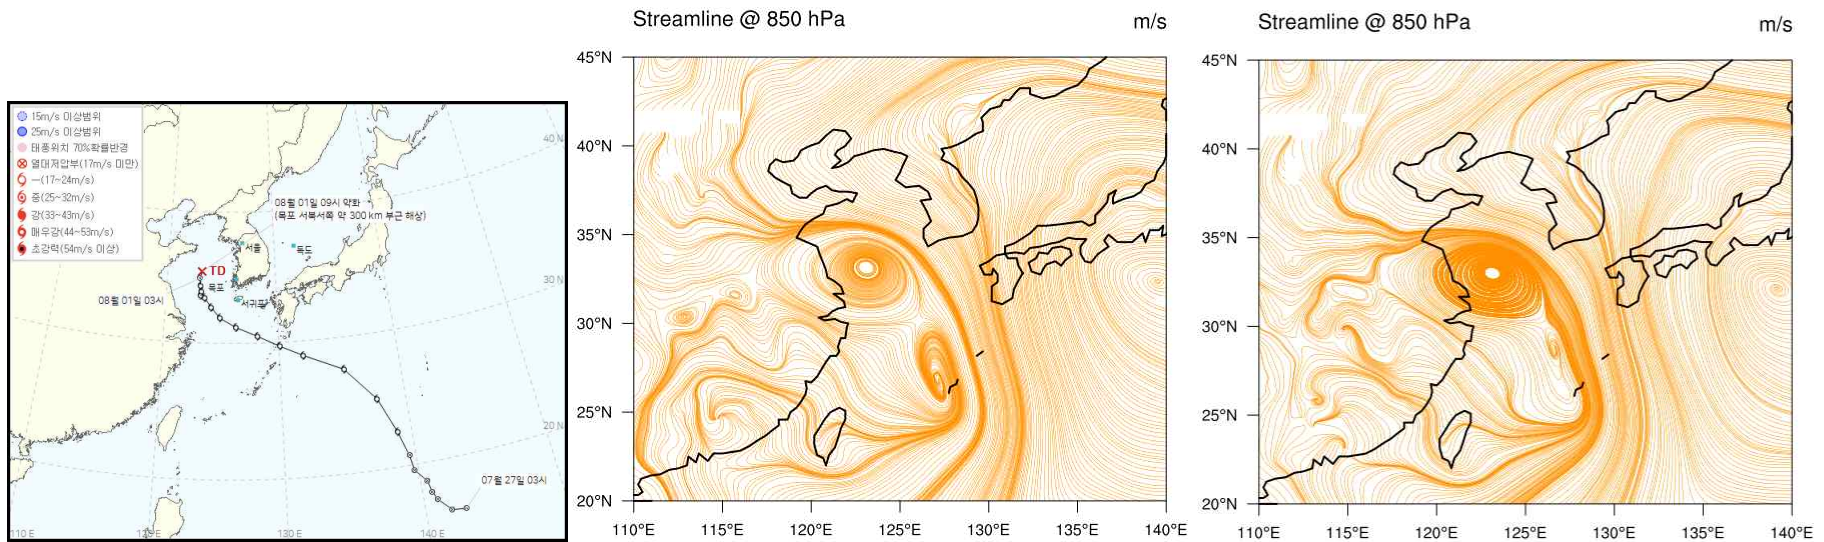 15m/s 이상범위
25m/s 이상범위
태풍위치 70%확률반경
열대저압부(17m/s 미만)
―(17~24m/s)
중(25~32m/s)
강(33~43m/s)
매우강(44~53m/s)
초강력(54m/s 이상)
40 N
08월 01일 09시 약화
(목포 서북서쪽 약 300 km 부근 해상)
서울
독도
TD
목포
30 N
08월 01일 03시
서귀포
20 N
07월 27일 03시
110 E
120 E
130 E
140 E
Streamline @ 850 hPa
m/s
45°N
40°N
35°N
30°N
25°N
20°N
110°E
115°E
120°E
125°E
130°E
135°E
140°E
Streamline @ 850 hPa
m/s
45°N
40°N
35°N
30°N
25°N
20°N
110°E
115°E
120°E
125°E
130°E
135°E
140°E